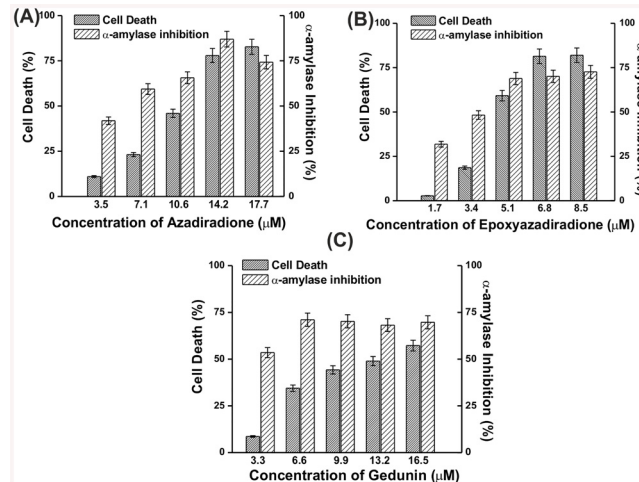 (A)
Cell Death
α-amylase inhibition
Cell Death (%)
α-amylase Inhibition (%)
100
75
50
25
0
100
75
50
25
0
3.5 7.1 10.6 14.2 17.7
Concentration of Azadiradione (μM)
(B)
Cell Death
α-amylase inhibition
Cell Death (%)
100
75
50
25
0
100
75
50
25
0
1.7 3.4 5.1 6.8 8.5
Concentration of Epoxyazadiradione (μM)
(C)
Cell Death
α-amylase inhibition
Cell Death (%)
α-amylase Inhibition (%)
100
75
50
25
0
100
75
50
25
0
3.3 6.6 9.9 13.2 16.5
Concentration of Gedunin (μM)